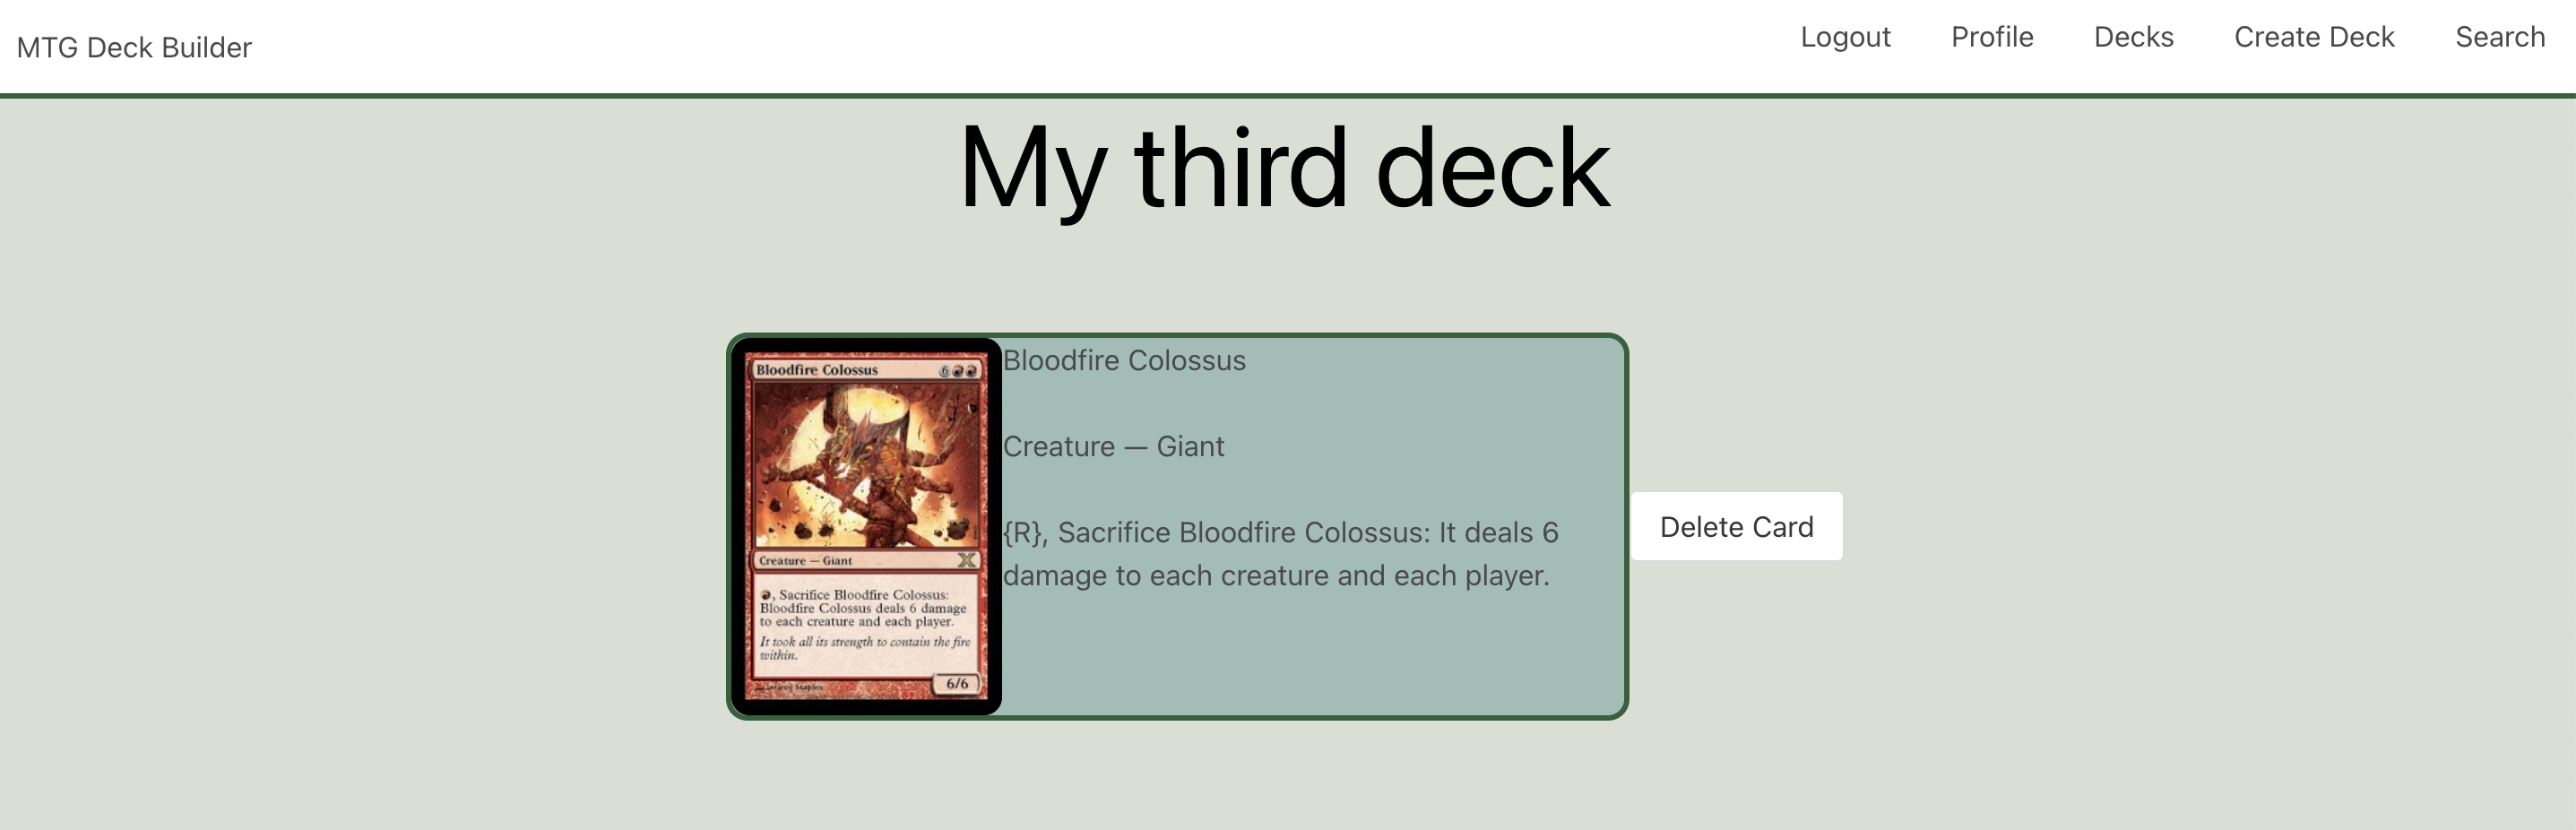 MTG Deck Builder
Logout Profile Decks Create Deck Search
My third deck
Bloodfire Colossus 6
Creature — Giant
, Sacrifice Bloodfire Colossus:
Bloodfire Colossus deals 6 damage
to each creature and each player.
It took all its strength to contain the fire
within.
Greg Staples
6/6
Bloodfire Colossus
Creature — Giant
{R}, Sacrifice Bloodfire Colossus: It deals 6
damage to each creature and each player.
Delete Card